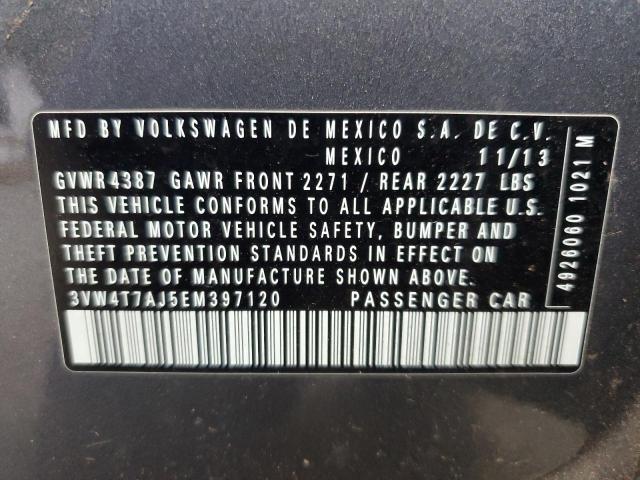 MFD BY VOLKSWAGEN DE MEXICO S.A. DE C.V.
MEXICO 11/13
GVWR 4387 GAWR FRONT 2271 / REAR 2227 LBS
THIS VEHICLE CONFORMS TO ALL APPLICABLE U.S.
FEDERAL MOTOR VEHICLE SAFETY, BUMPER AND
THEFT PREVENTION STANDARDS IN EFFECT ON
THE DATE OF MANUFACTURE SHOWN ABOVE.
3VW4T7AJ5EM397120 PASSENGER CAR
4926060 1021 M